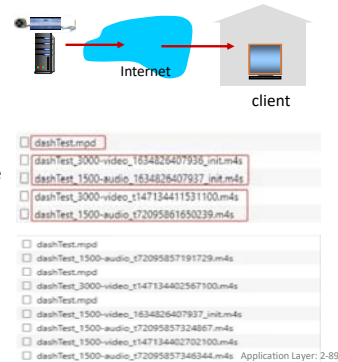 Internet
client
dashTest.mpd
dashTest_3000-video_1634826407936_init.m4s
dashTest_1500-audio_1634826407937_init.m4s
dashTest_3000-video_t147134411531100.m4s
dashTest_1500-audio_t72095861650239.m4s
e
dashTest.mpd
dashTest_1500-audio_t72095857191729.m4s
dashTest.mpd
dashTest_3000-video_t147134402567100.m4s
dashTest.mpd
dashTest_1500-video_1634826407937_init.m4s
dashTest_1500-audio_t72095857324867.m4s
dashTest_1500-video_t147134402702100.m4s
dashTest_1500-audio_t72095857346344.m4s
Application Layer: 2-89